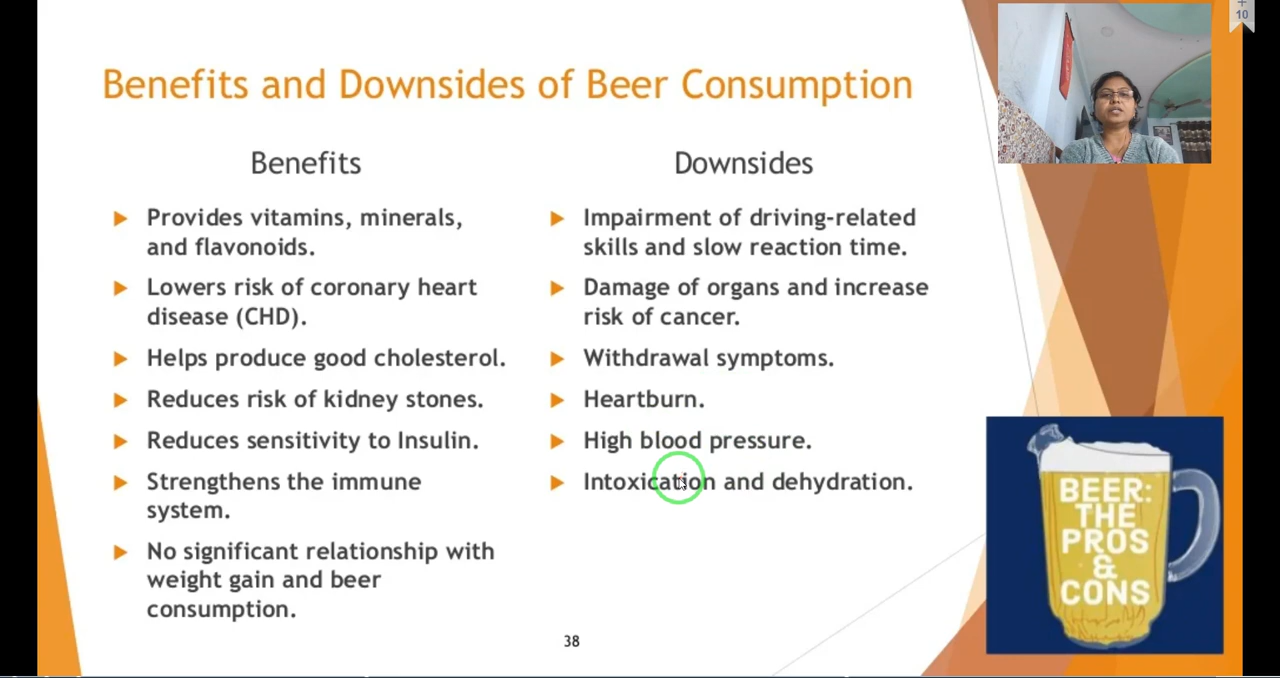 Benefits and Downsides of Beer Consumption
Benefits
Provides vitamins, minerals,
and flavonoids.
Lowers risk of coronary heart
disease (CHD).
Helps produce good cholesterol.
Reduces risk of kidney stones.
Reduces sensitivity to Insulin.
Strengthens the immune
system.
No significant relationship with
weight gain and beer
consumption.
Downsides
Impairment of driving-related
skills and slow reaction time.
Damage of organs and increase
risk of cancer.
Withdrawal symptoms.
Heartburn.
High blood pressure.
Intoxication and dehydration.
38
+
10
BEER:
THE
PROS
&
CONS